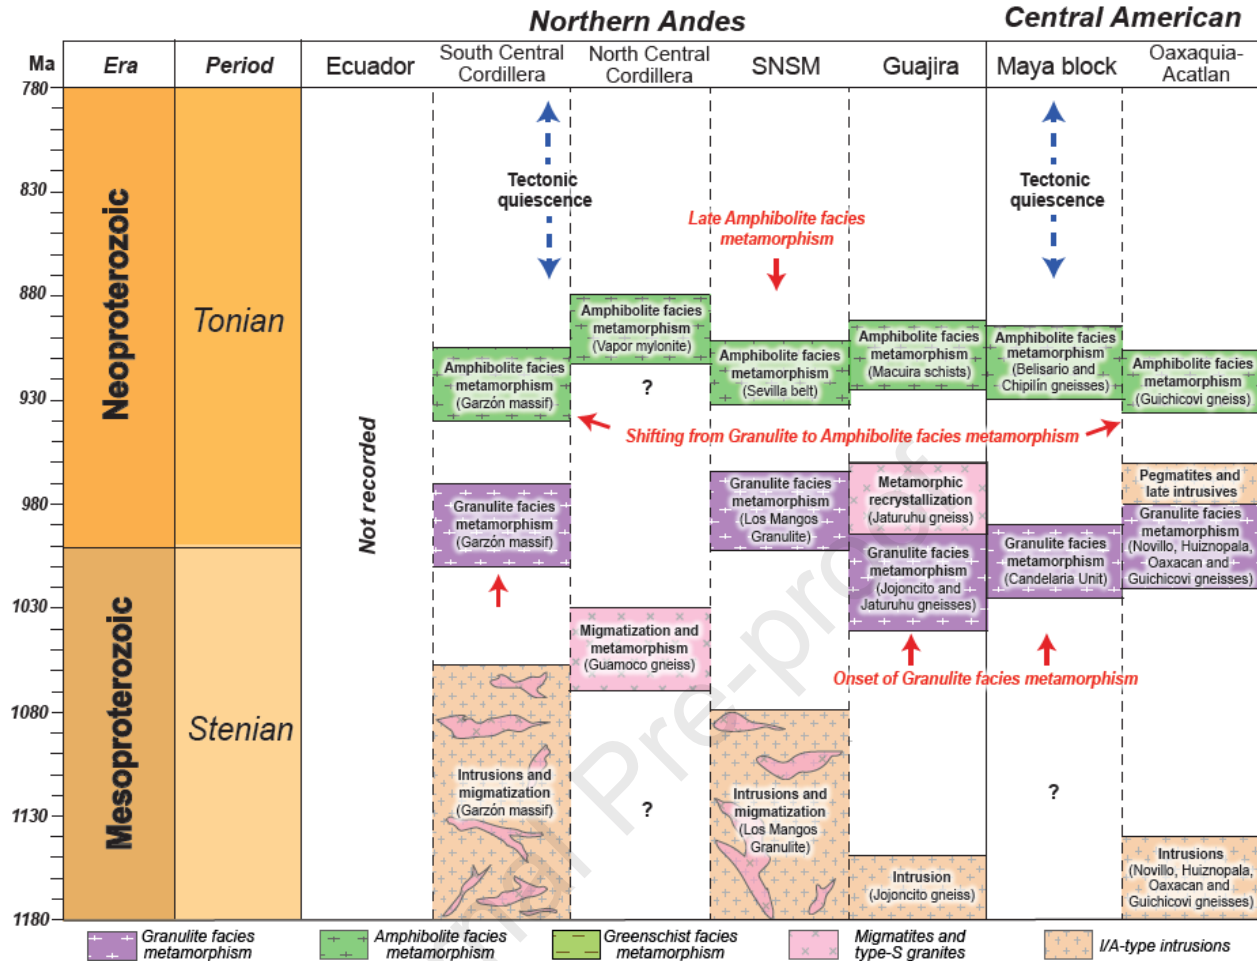 Northern Andes
Central American
Ma
Era
Period
Ecuador
South Central
Cordillera
North Central
Cordillera
SNSM
Guajira
Maya block
Oaxaquia-
Acatlan
780
830
880
930
980
1030
1080
1130
1180
Neoproterozoic
Mesoproterozoic
Tonian
Stenian
Not recorded
Tectonic
quiescence
Amphibolite facies
metamorphism
(Garzón massif)
Granulite facies
metamorphism
(Garzón massif)
Intrusions and
migmatization
(Garzón massif)
Amphibolite facies
metamorphism
(Vapor mylonite)
?
Migmatization and
metamorphism
(Guamoco gneiss)
?
Late Amphibolite facies
metamorphism
Amphibolite facies
metamorphism
(Sevilla belt)
Shifting from Granulite to Amphibolite facies metamorphism
Granulite facies
metamorphism
(Los Mangos
Granulite)
Intrusions and
migmatization
(Los Mangos
Granulite)
Amphibolite facies
metamorphism
(Macuira schists)
Metamorphic
recrystallization
(Jaturuhu gneiss)
Granulite facies
metamorphism
(Jojoncito and
Jaturuhu gneisses)
Onset of Granulite facies metamorphism
Intrusion
(Jojoncito gneiss)
Tectonic
quiescence
Amphibolite facies
metamorphism
(Belisario and
Chipilín gneisses)
Granulite facies
metamorphism
(Candelaria Unit)
?
Amphibolite facies
metamorphism
(Guichicovi gneiss)
Pegmatites and
late intrusives
Granulite facies
metamorphism
(Novillo, Huiznopala,
Oaxacan and
Guichicovi gneisses)
Intrusions
(Novillo, Huiznopala,
Oaxacan and
Guichicovi gneisses)
Granulite facies
metamorphism
Amphibolite facies
metamorphism
Greenschist facies
metamorphism
Migmatites and
type-S granites
I/A-type intrusions
Pre-proof